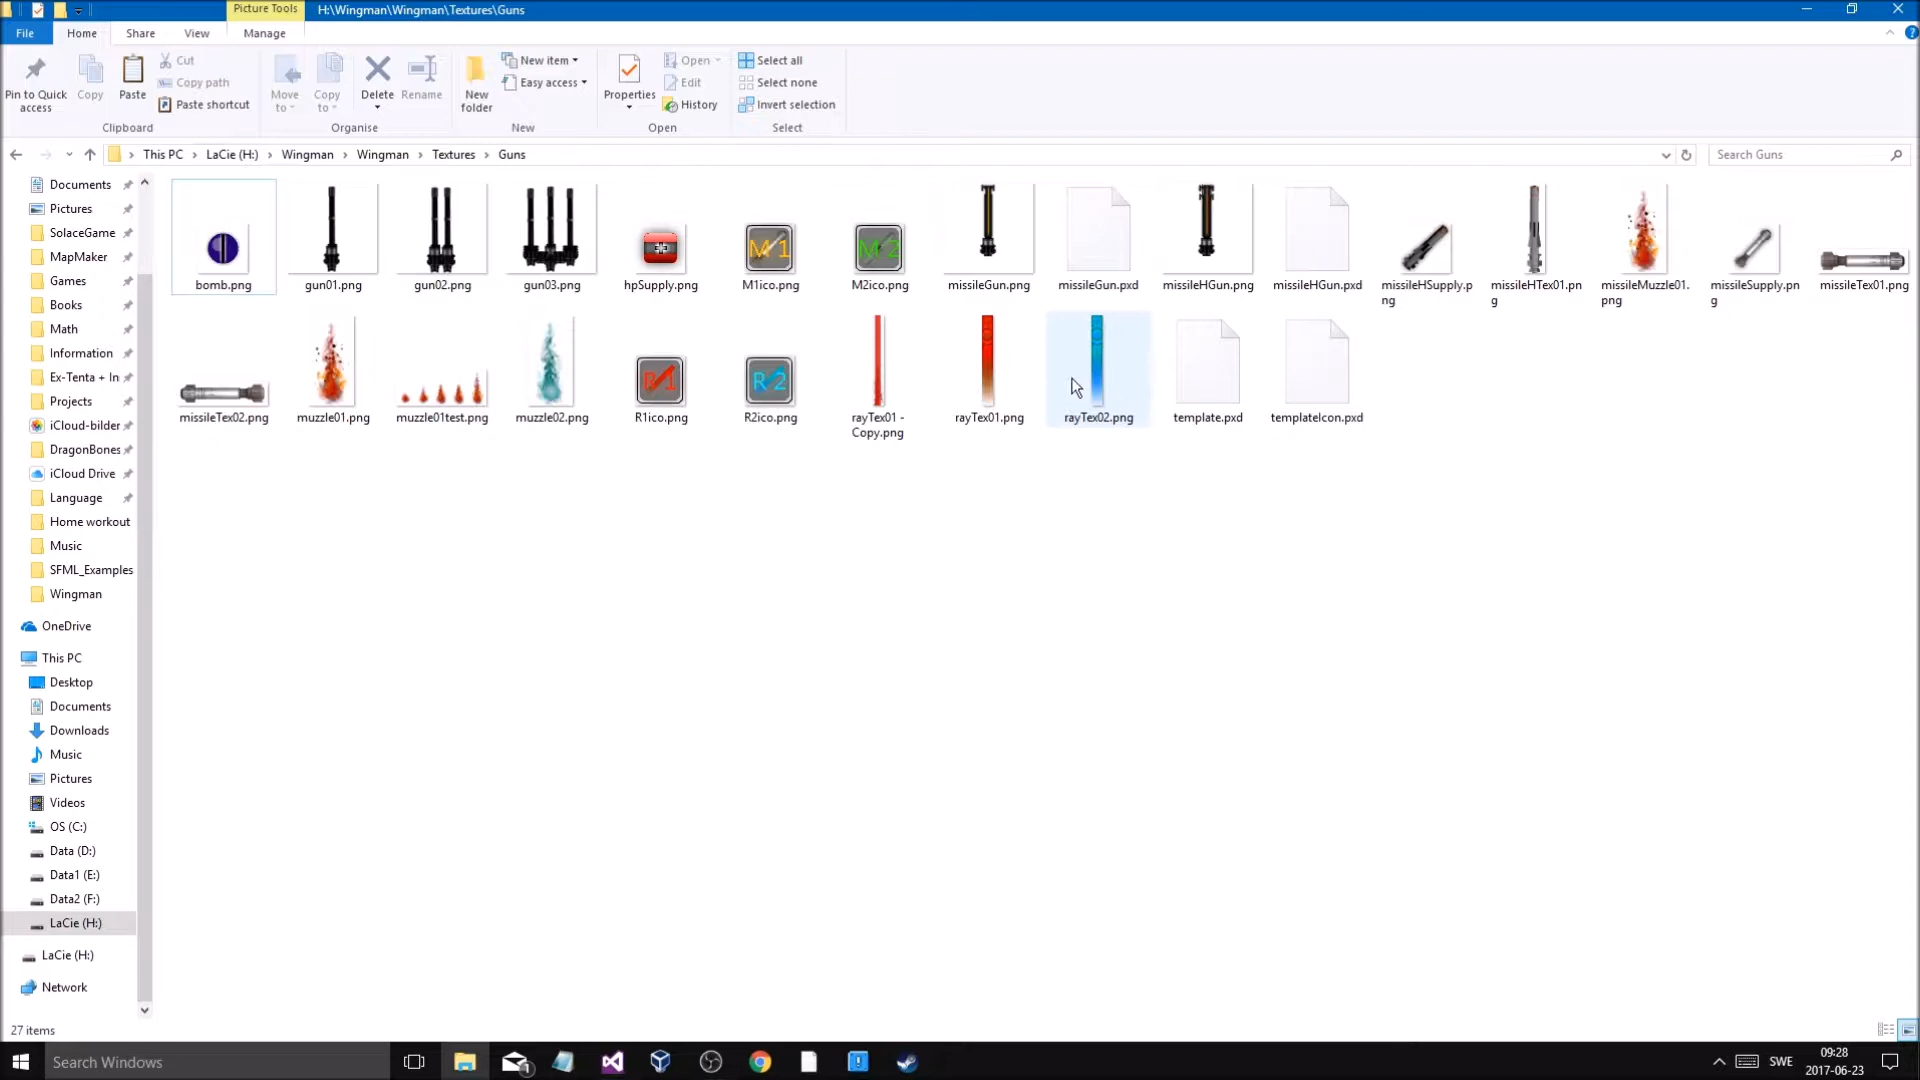 Picture Tools
H:\Wingman\Wingman\Textures\Guns
File
Home
Share
View
Manage
Pin to Quick access
Copy
Paste
Cut
Copy path
Paste shortcut
Clipboard
Move to
Copy to
Delete
Rename
Organise
New folder
New item
Easy access
New
Properties
Open
Edit
History
Open
Select all
Select none
Invert selection
Select
This PC > LaCie (H:) > Wingman > Wingman > Textures > Guns
Search Guns
Documents
Pictures
SolaceGame
MapMaker
Games
Books
Math
Information
Ex-Tenta + In
Projects
iCloud-bilder
DragonBones
iCloud Drive
Language
Home workout
Music
SFML_Examples
Wingman
OneDrive
This PC
Desktop
Documents
Downloads
Music
Pictures
Videos
OS (C:)
Data (D:)
Data1 (E:)
Data2 (F:)
LaCie (H:)
LaCie (H:)
Network
M 1
M 2
bomb.png
gun01.png
gun02.png
gun03.png
hpSupply.png
M1ico.png
M2ico.png
missileGun.png
missileGun.pxd
missileHGun.png
missileHGun.pxd
missileHSupply.p
ng
missileHTex01.pn
g
missileMuzzle01.
png
missileSupply.pn
g
missileTex01.png
R 1
R 2
missileTex02.png
muzzle01.png
muzzle01test.png
muzzle02.png
R1ico.png
R2ico.png
rayTex01 -
Copy.png
rayTex01.png
rayTex02.png
template.pxd
templateIcon.pxd
27 items
Search Windows
1
SWE
09:28
2017-06-23